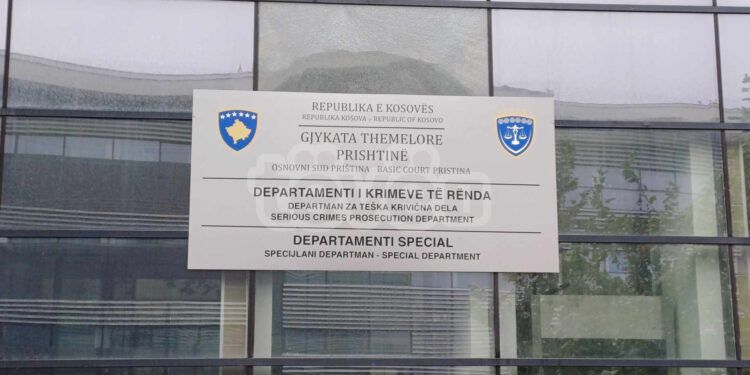 REPUBLIKA E KOSOVËS
REPUBLIKA KOSOVA - REPUBLIC OF KOSOVO
GJYKATA THEMELORE
PRISHTINË
OSNOVNI SUD PRIŠTINA BASIC COURT PRISTINA
DEPARTAMENTI I KRIMEVE TË RËNDA
DEPARTMAN ZA TEŠKA KRIVIČNA DELA
SERIOUS CRIMES PROSECUTION DEPARTMENT
DEPARTAMENTI SPECIAL
SPECIJLANI DEPARTMAN - SPECIAL DEPARTMENT